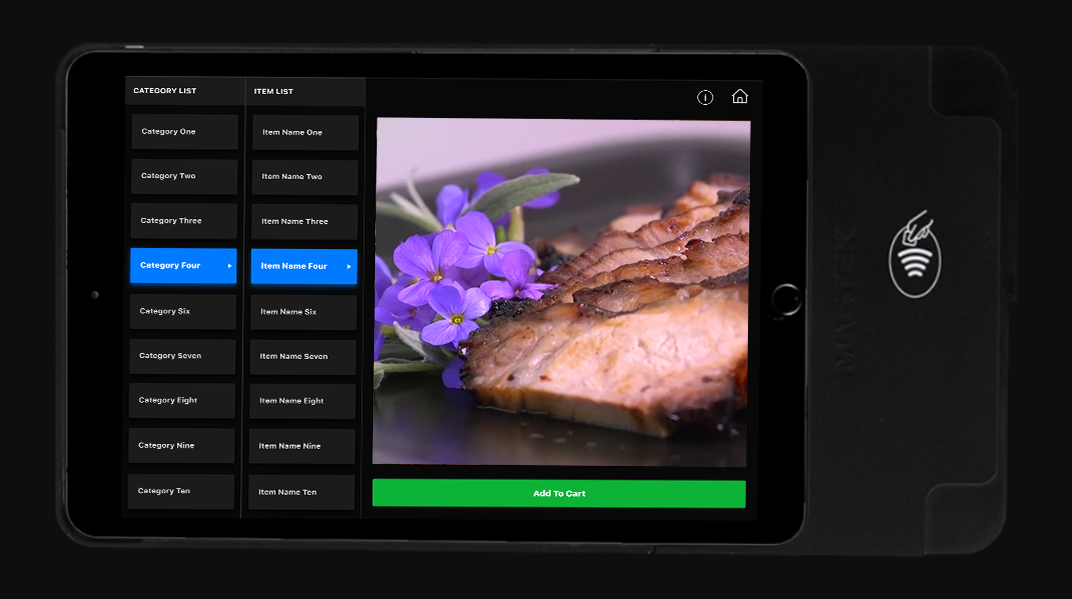 CATEGORY LIST
ITEM LIST
Category One
Item Name One
Category Two
Item Name Two
Category Three
Item Name Three
Category Four
Item Name Four
Category Six
Item Name Six
Category Seven
Item Name Seven
Category Eight
Item Name Eight
Category Nine
Item Name Nine
Category Ten
Item Name Ten
Add To Cart
MAGTEK